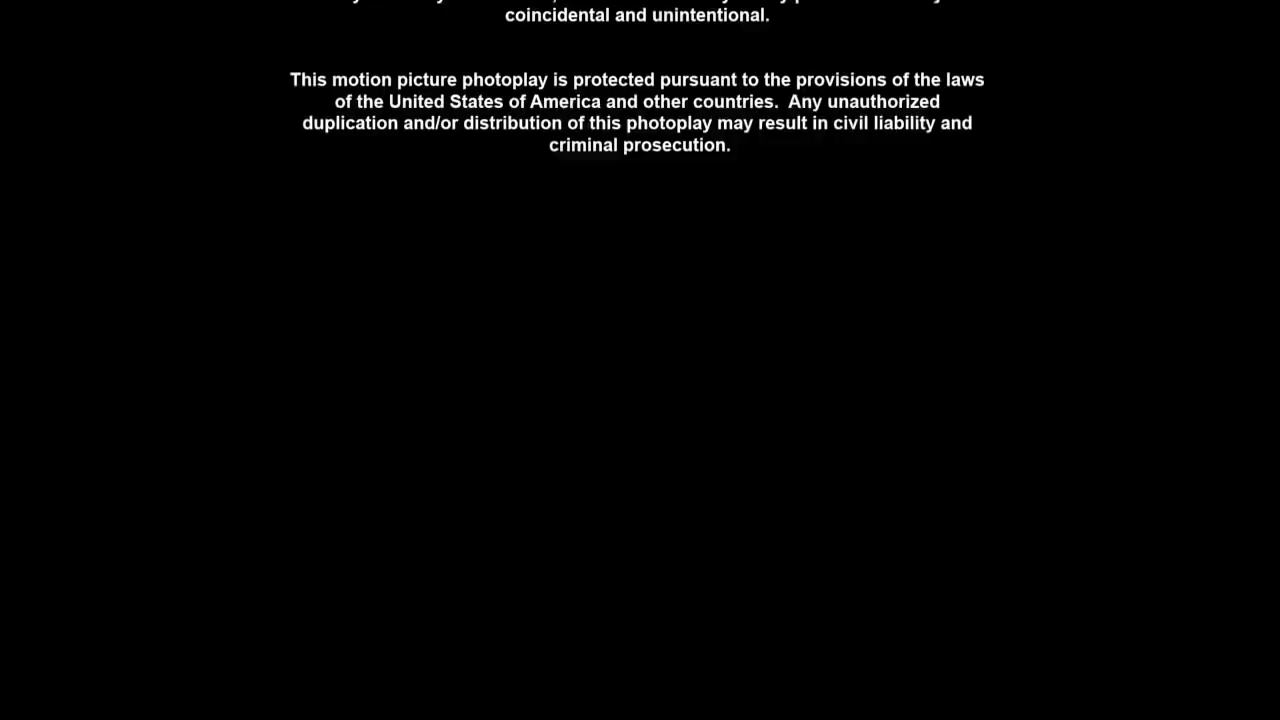 coincidental and unintentional.
This motion picture photoplay is protected pursuant to the provisions of the laws
of the United States of America and other countries.  Any unauthorized
duplication and/or distribution of this photoplay may result in civil liability and
criminal prosecution.